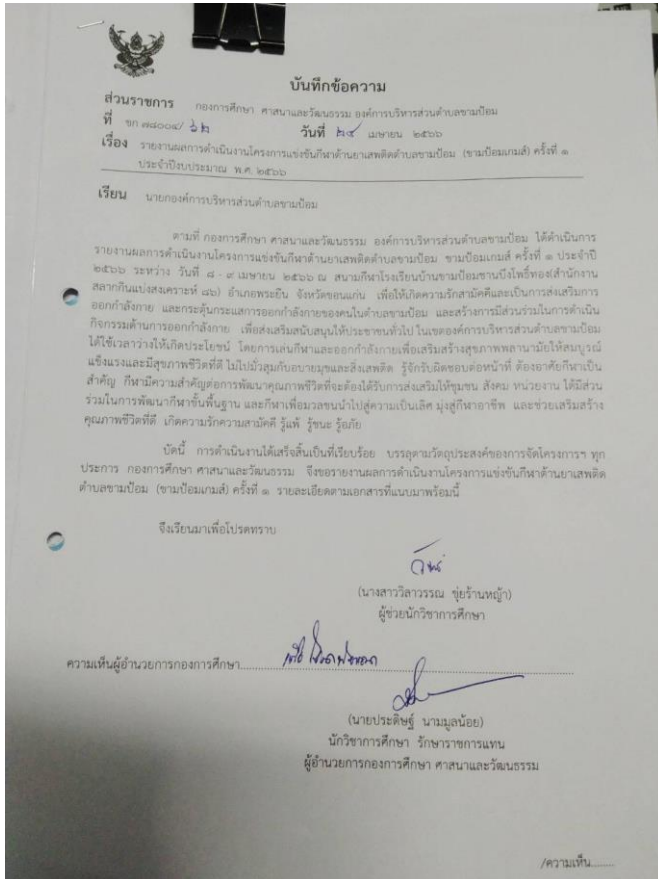 บันทึกข้อความ
ส่วนราชการ กองการศึกษา ศาสนาและวัฒนธรรม องค์การบริหารส่วนตำบลขามป้อม
ที่ ขก ๗๘๐๐๔/ ๖๒ วันที่ ๒๔ เมษายน ๒๕๖๖
เรื่อง รายงานผลการดำเนินงานโครงการแข่งขันกีฬาต้านยาเสพติดตำบลขามป้อม (ขามป้อมเกมส์) ครั้งที่ ๑
ประจำปีงบประมาณ พ.ศ. ๒๕๖๖
เรียน นายกองค์การบริหารส่วนตำบลขามป้อม
ตามที่ กองการศึกษา ศาสนาและวัฒนธรรม องค์การบริหารส่วนตำบลขามป้อม ได้ดำเนินการ
รายงานผลการดำเนินงานโครงการแข่งขันกีฬาต้านยาเสพติดตำบลขามป้อม ขามป้อมเกมส์ ครั้งที่ ๑ ประจำปี
๒๕๖๖ ระหว่าง วันที่ ๘ - ๙ เมษายน ๒๕๖๖ ณ สนามกีฬาโรงเรียนบ้านขามป้อมชานบึงโพธิ์ทอง(สำนักงาน
สลากกินแบ่งสงเคราะห์ ๘๖) อำเภอพระยืน จังหวัดขอนแก่น เพื่อให้เกิดความรักสามัคคีและเป็นการส่งเสริมการ
ออกกำลังกาย และกระตุ้นกระแสการออกกำลังกายของคนในตำบลขามป้อม และสร้างการมีส่วนร่วมในการดำเนิน
กิจกรรมด้านการออกกำลังกาย เพื่อส่งเสริมสนับสนุนให้ประชาชนทั่วไป ในเขตองค์การบริหารส่วนตำบลขามป้อม
ได้ใช้เวลาว่างให้เกิดประโยชน์ โดยการเล่นกีฬาและออกกำลังกายเพื่อเสริมสร้างสุขภาพพลานามัยให้สมบูรณ์
แข็งแรงและมีสุขภาพชีวิตที่ดี ไม่ไปมั่วสุมกับอบายมุขและสิ่งเสพติด รู้จักรับผิดชอบต่อหน้าที่ ต้องอาศัยกีฬาเป็น
สำคัญ กีฬามีความสำคัญต่อการพัฒนาคุณภาพชีวิตที่จะต้องได้รับการส่งเสริมให้ชุมชน สังคม หน่วยงาน ได้มีส่วน
ร่วมในการพัฒนากีฬาขั้นพื้นฐาน และกีฬาเพื่อมวลชนนำไปสู่ความเป็นเลิศ มุ่งสู่กีฬาอาชีพ และช่วยเสริมสร้าง
คุณภาพชีวิตที่ดี เกิดความรักความสามัคคี รู้แพ้ รู้ชนะ รู้อภัย
บัดนี้ การดำเนินงานได้เสร็จสิ้นเป็นที่เรียบร้อย บรรลุตามวัตถุประสงค์ของการจัดโครงการฯ ทุก
ประการ กองการศึกษา ศาสนาและวัฒนธรรม จึงขอรายงานผลการดำเนินงานโครงการแข่งขันกีฬาต้านยาเสพติด
ตำบลขามป้อม (ขามป้อมเกมส์) ครั้งที่ ๑ รายละเอียดตามเอกสารที่แนบมาพร้อมนี้
จึงเรียนมาเพื่อโปรดทราบ
(นางสาววิลาวรรณ ขุ่ยร้านหญ้า)
ผู้ช่วยนักวิชาการศึกษา
ความเห็นผู้อำนวยการกองการศึกษา
(นายประดิษฐ์ นามมูลน้อย)
นักวิชาการศึกษา รักษาราชการแทน
ผู้อำนวยการกองการศึกษา ศาสนาและวัฒนธรรม
/ความเห็น.........